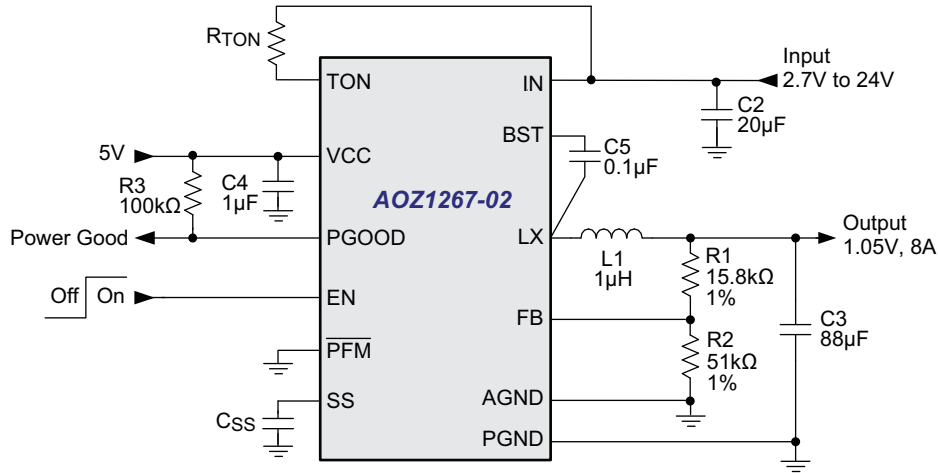 RTON
TON
IN
Input
2.7V to 24V
C2
20µF
BST
C5
0.1µF
5V
VCC
R3
100kΩ
C4
1µF
AOZ1267-02
Power Good
PGOOD
LX
L1
1µH
Output
1.05V, 8A
R1
15.8kΩ
1%
Off On
EN
FB
C3
88µF
PFM
R2
51kΩ
1%
SS
CSS
AGND
PGND